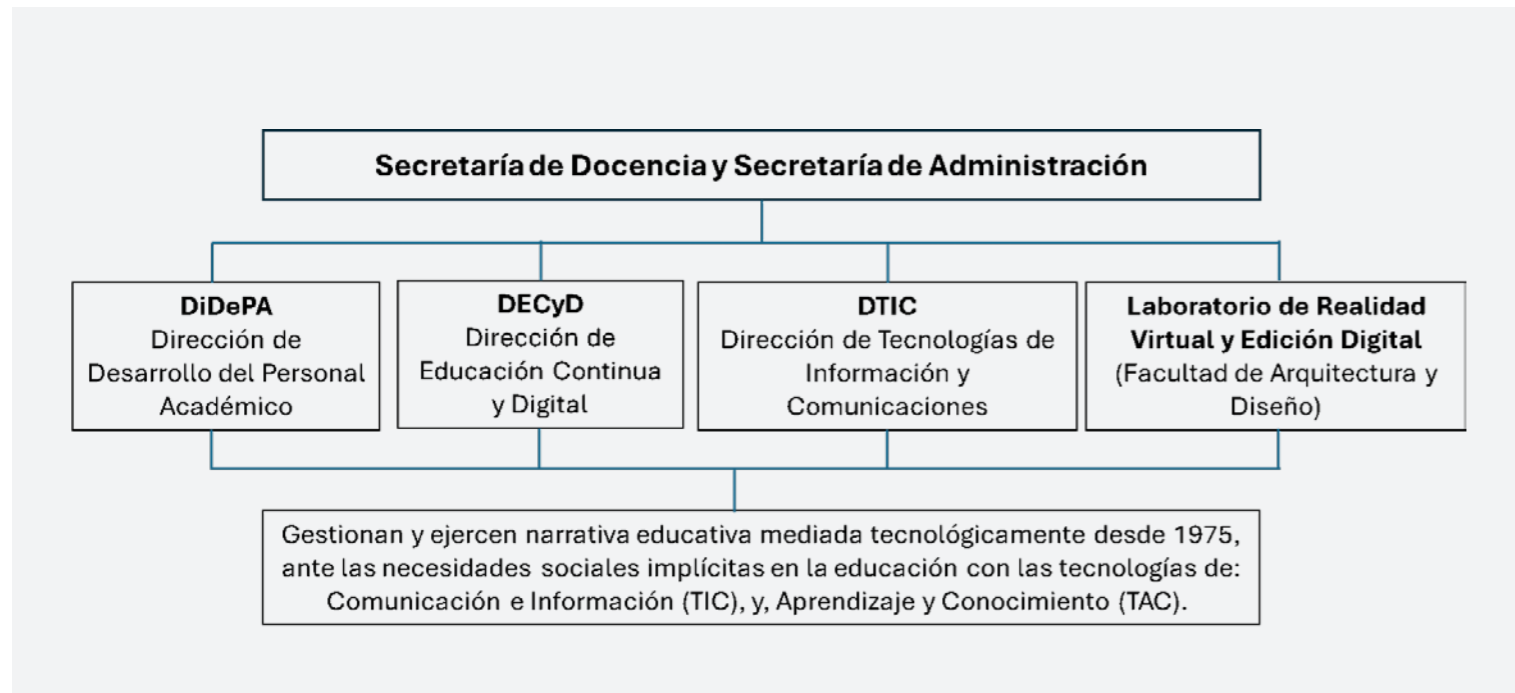 Secretaría de Docencia y Secretaría de Administración
DiDePA
Dirección de
Desarrollo del Personal
Académico
DECyD
Dirección de
Educación Continua
y Digital
DTIC
Dirección de Tecnologías de
Información y
Comunicaciones
Laboratorio de Realidad
Virtual y Edición Digital
(Facultad de Arquitectura y
Diseño)
Gestionan y ejercen narrativa educativa mediada tecnológicamente desde 1975,
ante las necesidades sociales implícitas en la educación con las tecnologías de:
Comunicación e Información (TIC), y, Aprendizaje y Conocimiento (TAC).